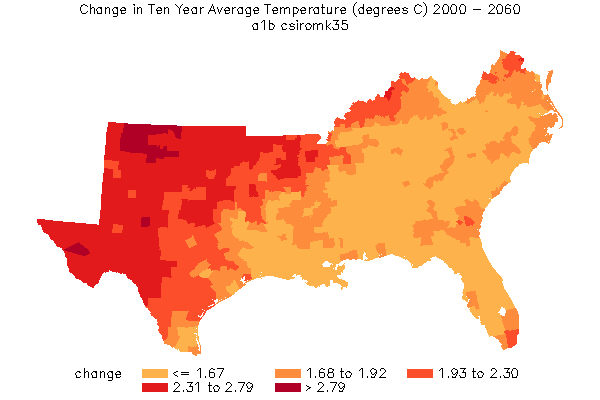 Change in Ten Year Average Temperature (degrees C) 2000 - 2060
a1b csiromk35
change <= 1.67 1.68 to 1.92 1.93 to 2.30
2.31 to 2.79 > 2.79